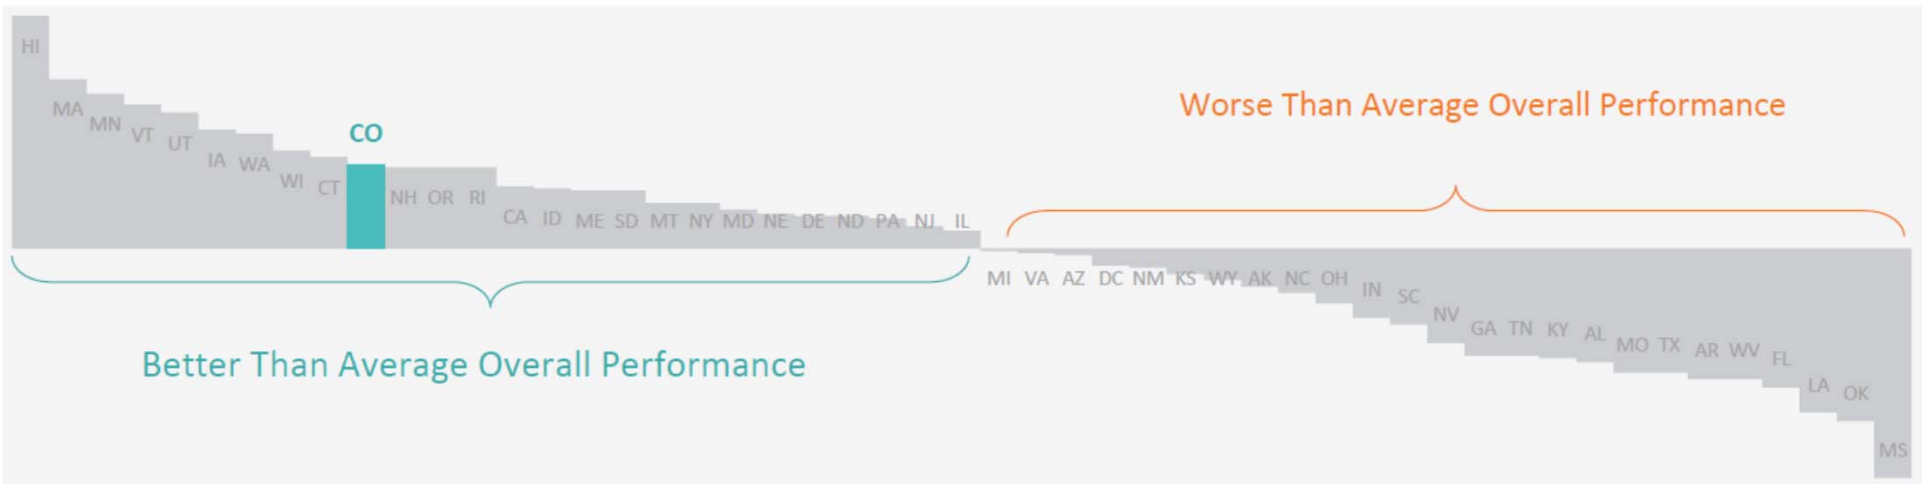 HI
MA
MN
VT
UT
IA
WA
WI
CT
CO
NH
OR
RI
CA
ID
ME
SD
MT
NY
MD
NE
DE
ND
PA
NJ
IL
Better Than Average Overall Performance
Worse Than Average Overall Performance
MI
VA
AZ
DC
NM
KS
WY
AK
NC
OH
IN
SC
NV
GA
TN
KY
AL
MO
TX
AR
WV
FL
LA
OK
MS